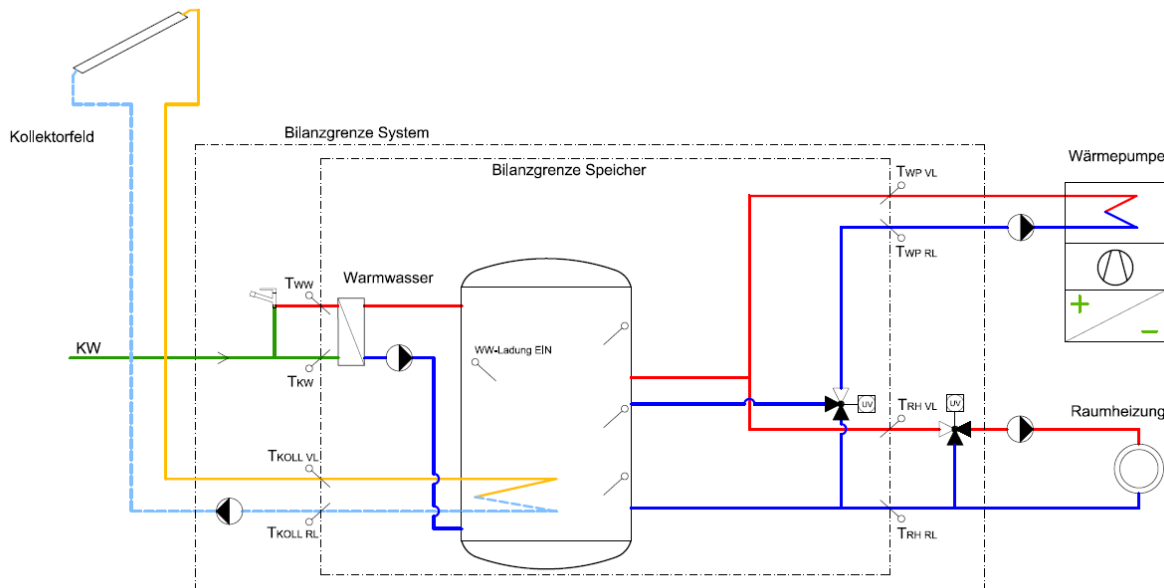 Kollektorfeld
Bilanzgrenze System
Bilanzgrenze Speicher
Wärmepumpe
TWP VL
TWP RL
TWW
Warmwasser
KW
TKW
WW-Ladung EIN
UV
UV
TRH VL
Raumheizung
TKOLL VL
TKOLL RL
TRH RL